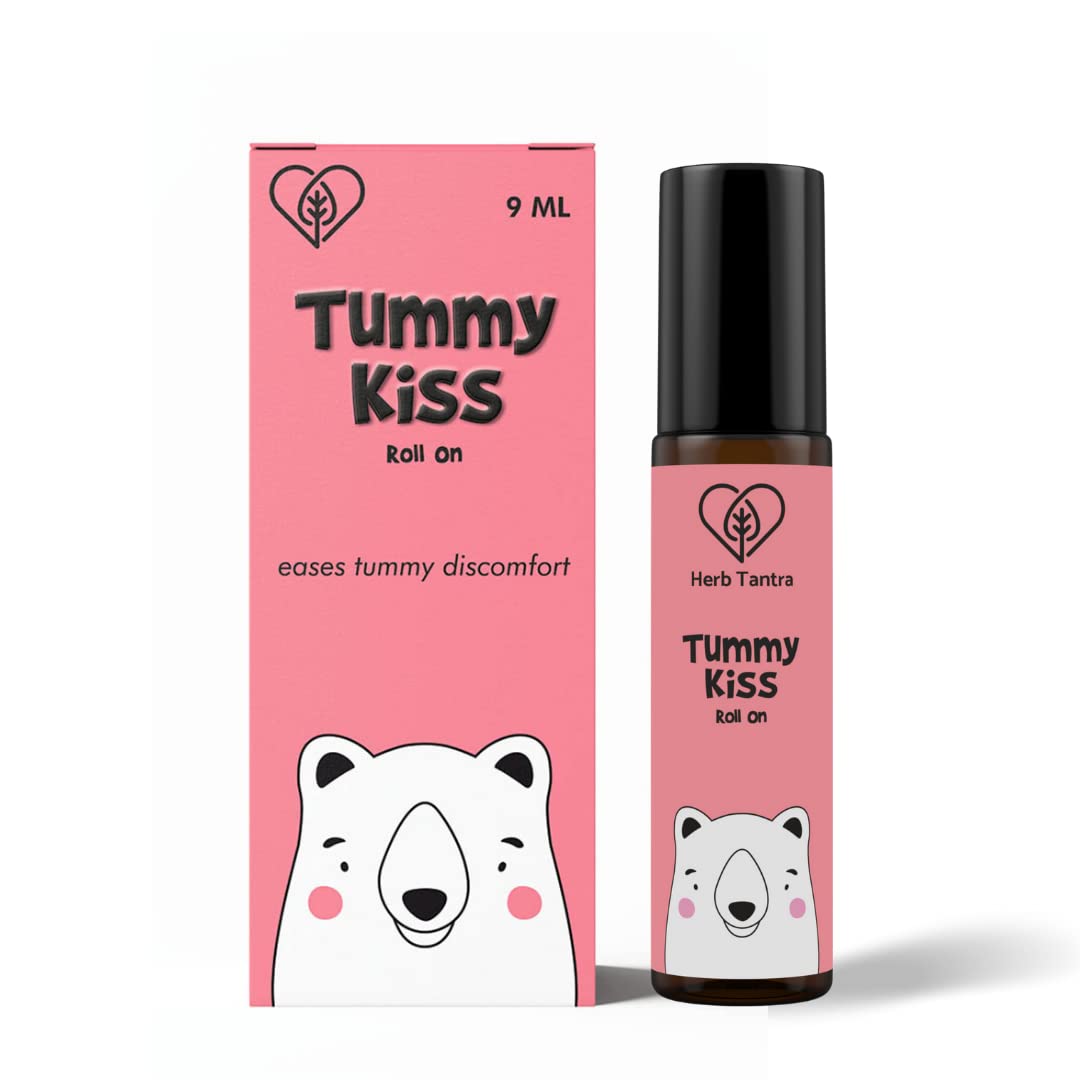 9 ML
Tummy
Kiss
Roll On
eases tummy discomfort
Herb Tantra
Tummy
Kiss
Roll On